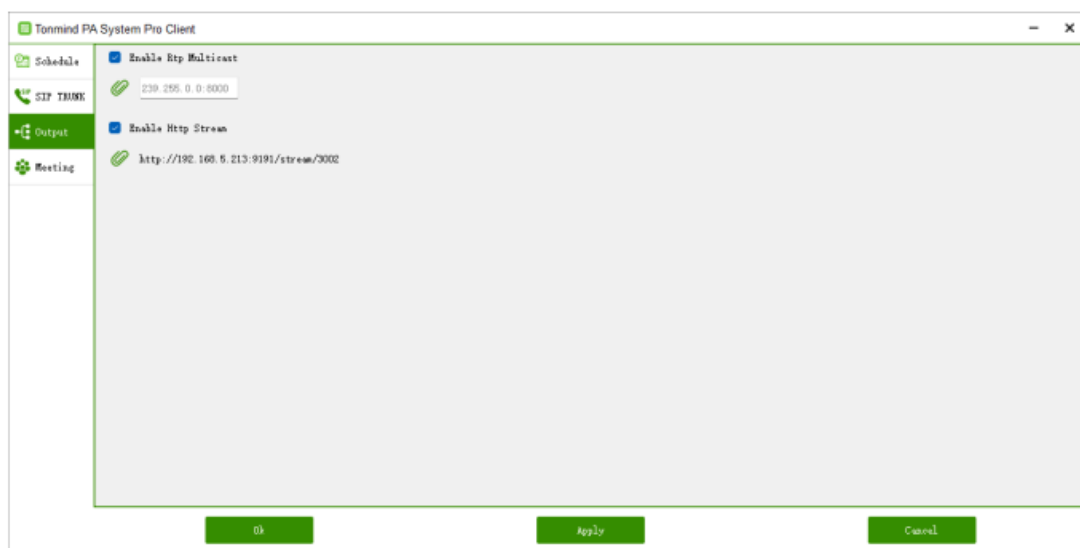 Tonmind PA System Pro Client
Schedule
SIP TRUNK
Output
Meeting
Enable Rtp Multicast
239.255.0.0:8000
Enable Http Stream
http://192.168.5.213:9191/stream/3002
Ok
Apply
Cancel